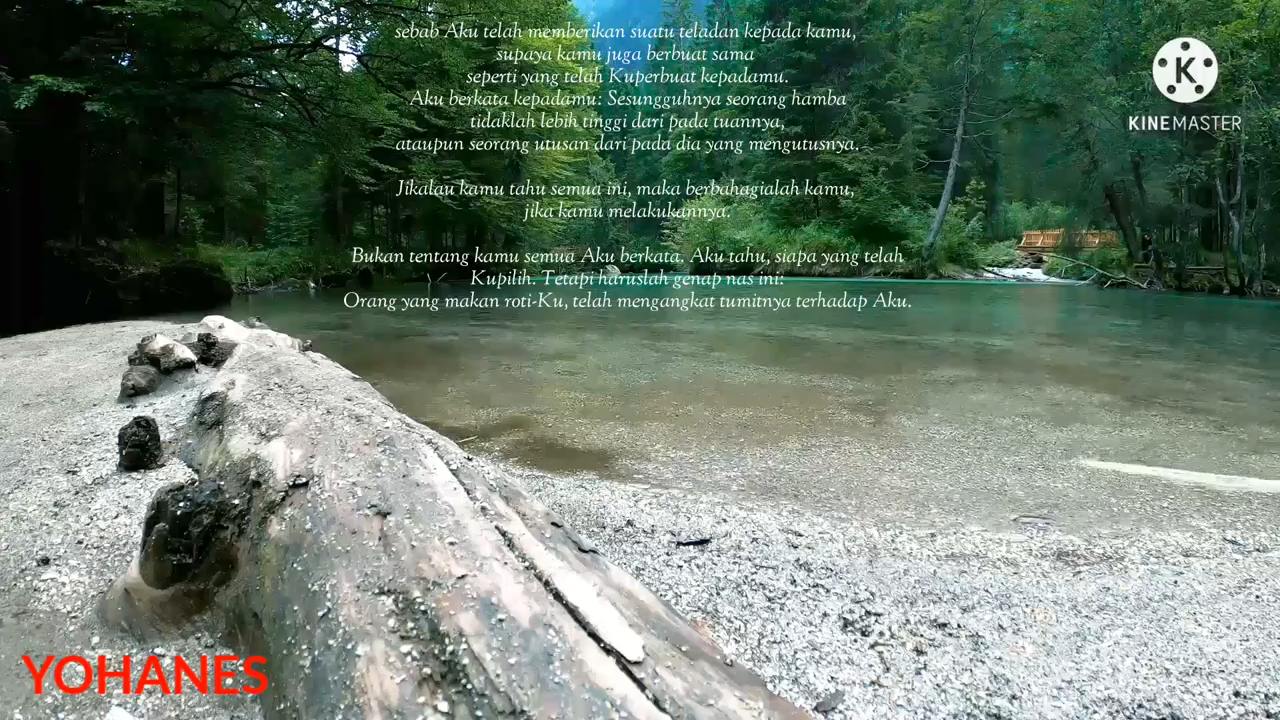 sebab Aku telah memberikan suatu teladan kepada kamu,
supaya kamu juga berbuat sama
seperti yang telah Kuperbuat kepadamu.
Aku berkata kepadamu: Sesungguhnya seorang hamba
tidaklah lebih tinggi dari pada tuannya,
ataupun seorang utusan dari pada dia yang mengutusnya.
Jikalau kamu tahu semua ini, maka berbahagialah kamu,
jika kamu melakukannya.
Bukan tentang kamu semua Aku berkata. Aku tahu, siapa yang telah
Kupilih. Tetapi haruslah genap nas ini:
Orang yang makan roti-Ku, telah mengangkat tumitnya terhadap Aku.
K
KINEMASTER
YOHANES